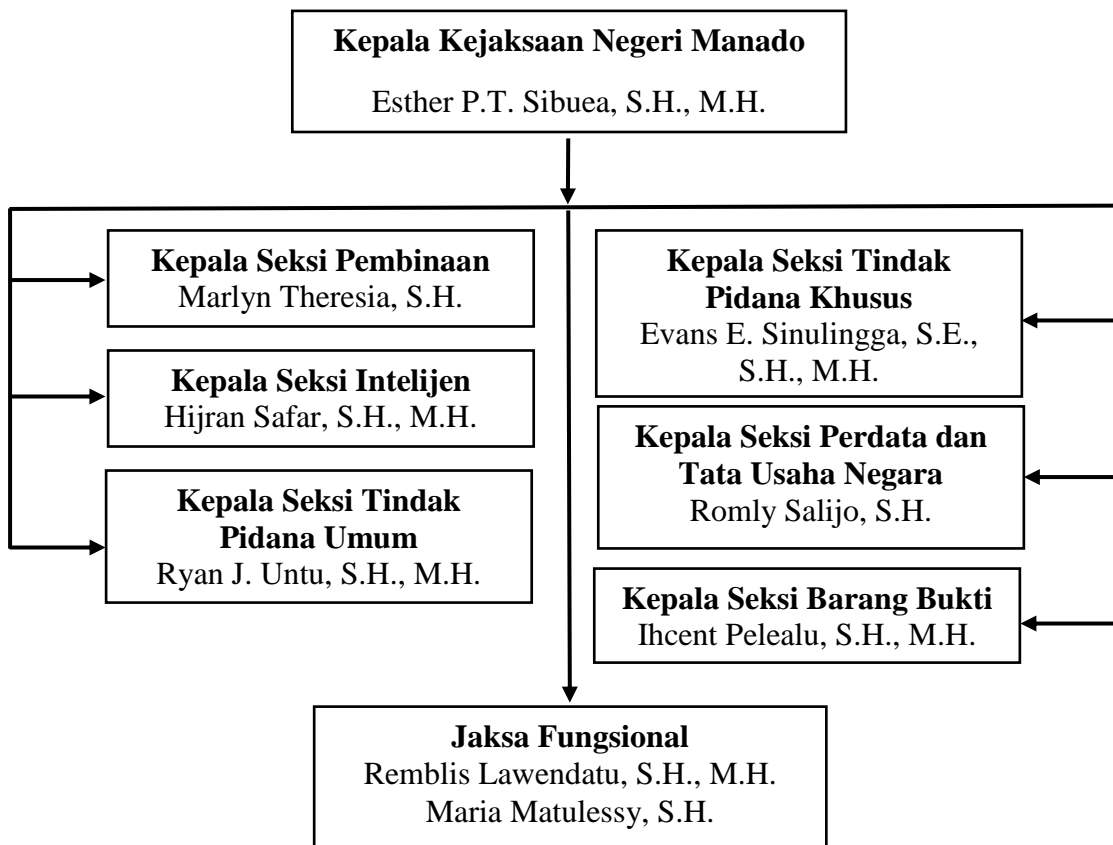 Kepala Kejaksaan Negeri Manado
Esther P.T. Sibuea, S.H., M.H.
Kepala Seksi Pembinaan
Marlyn Theresia, S.H.
Kepala Seksi Intelijen
Hijran Safar, S.H., M.H.
Kepala Seksi Tindak
Pidana Umum
Ryan J. Untu, S.H., M.H.
Kepala Seksi Tindak
Pidana Khusus
Evans E. Sinulingga, S.E.,
S.H., M.H.
Kepala Seksi Perdata dan
Tata Usaha Negara
Romly Salijo, S.H.
Kepala Seksi Barang Bukti
Ihcent Pelealu, S.H., M.H.
Jaksa Fungsional
Remblis Lawendatu, S.H., M.H.
Maria Matulessy, S.H.